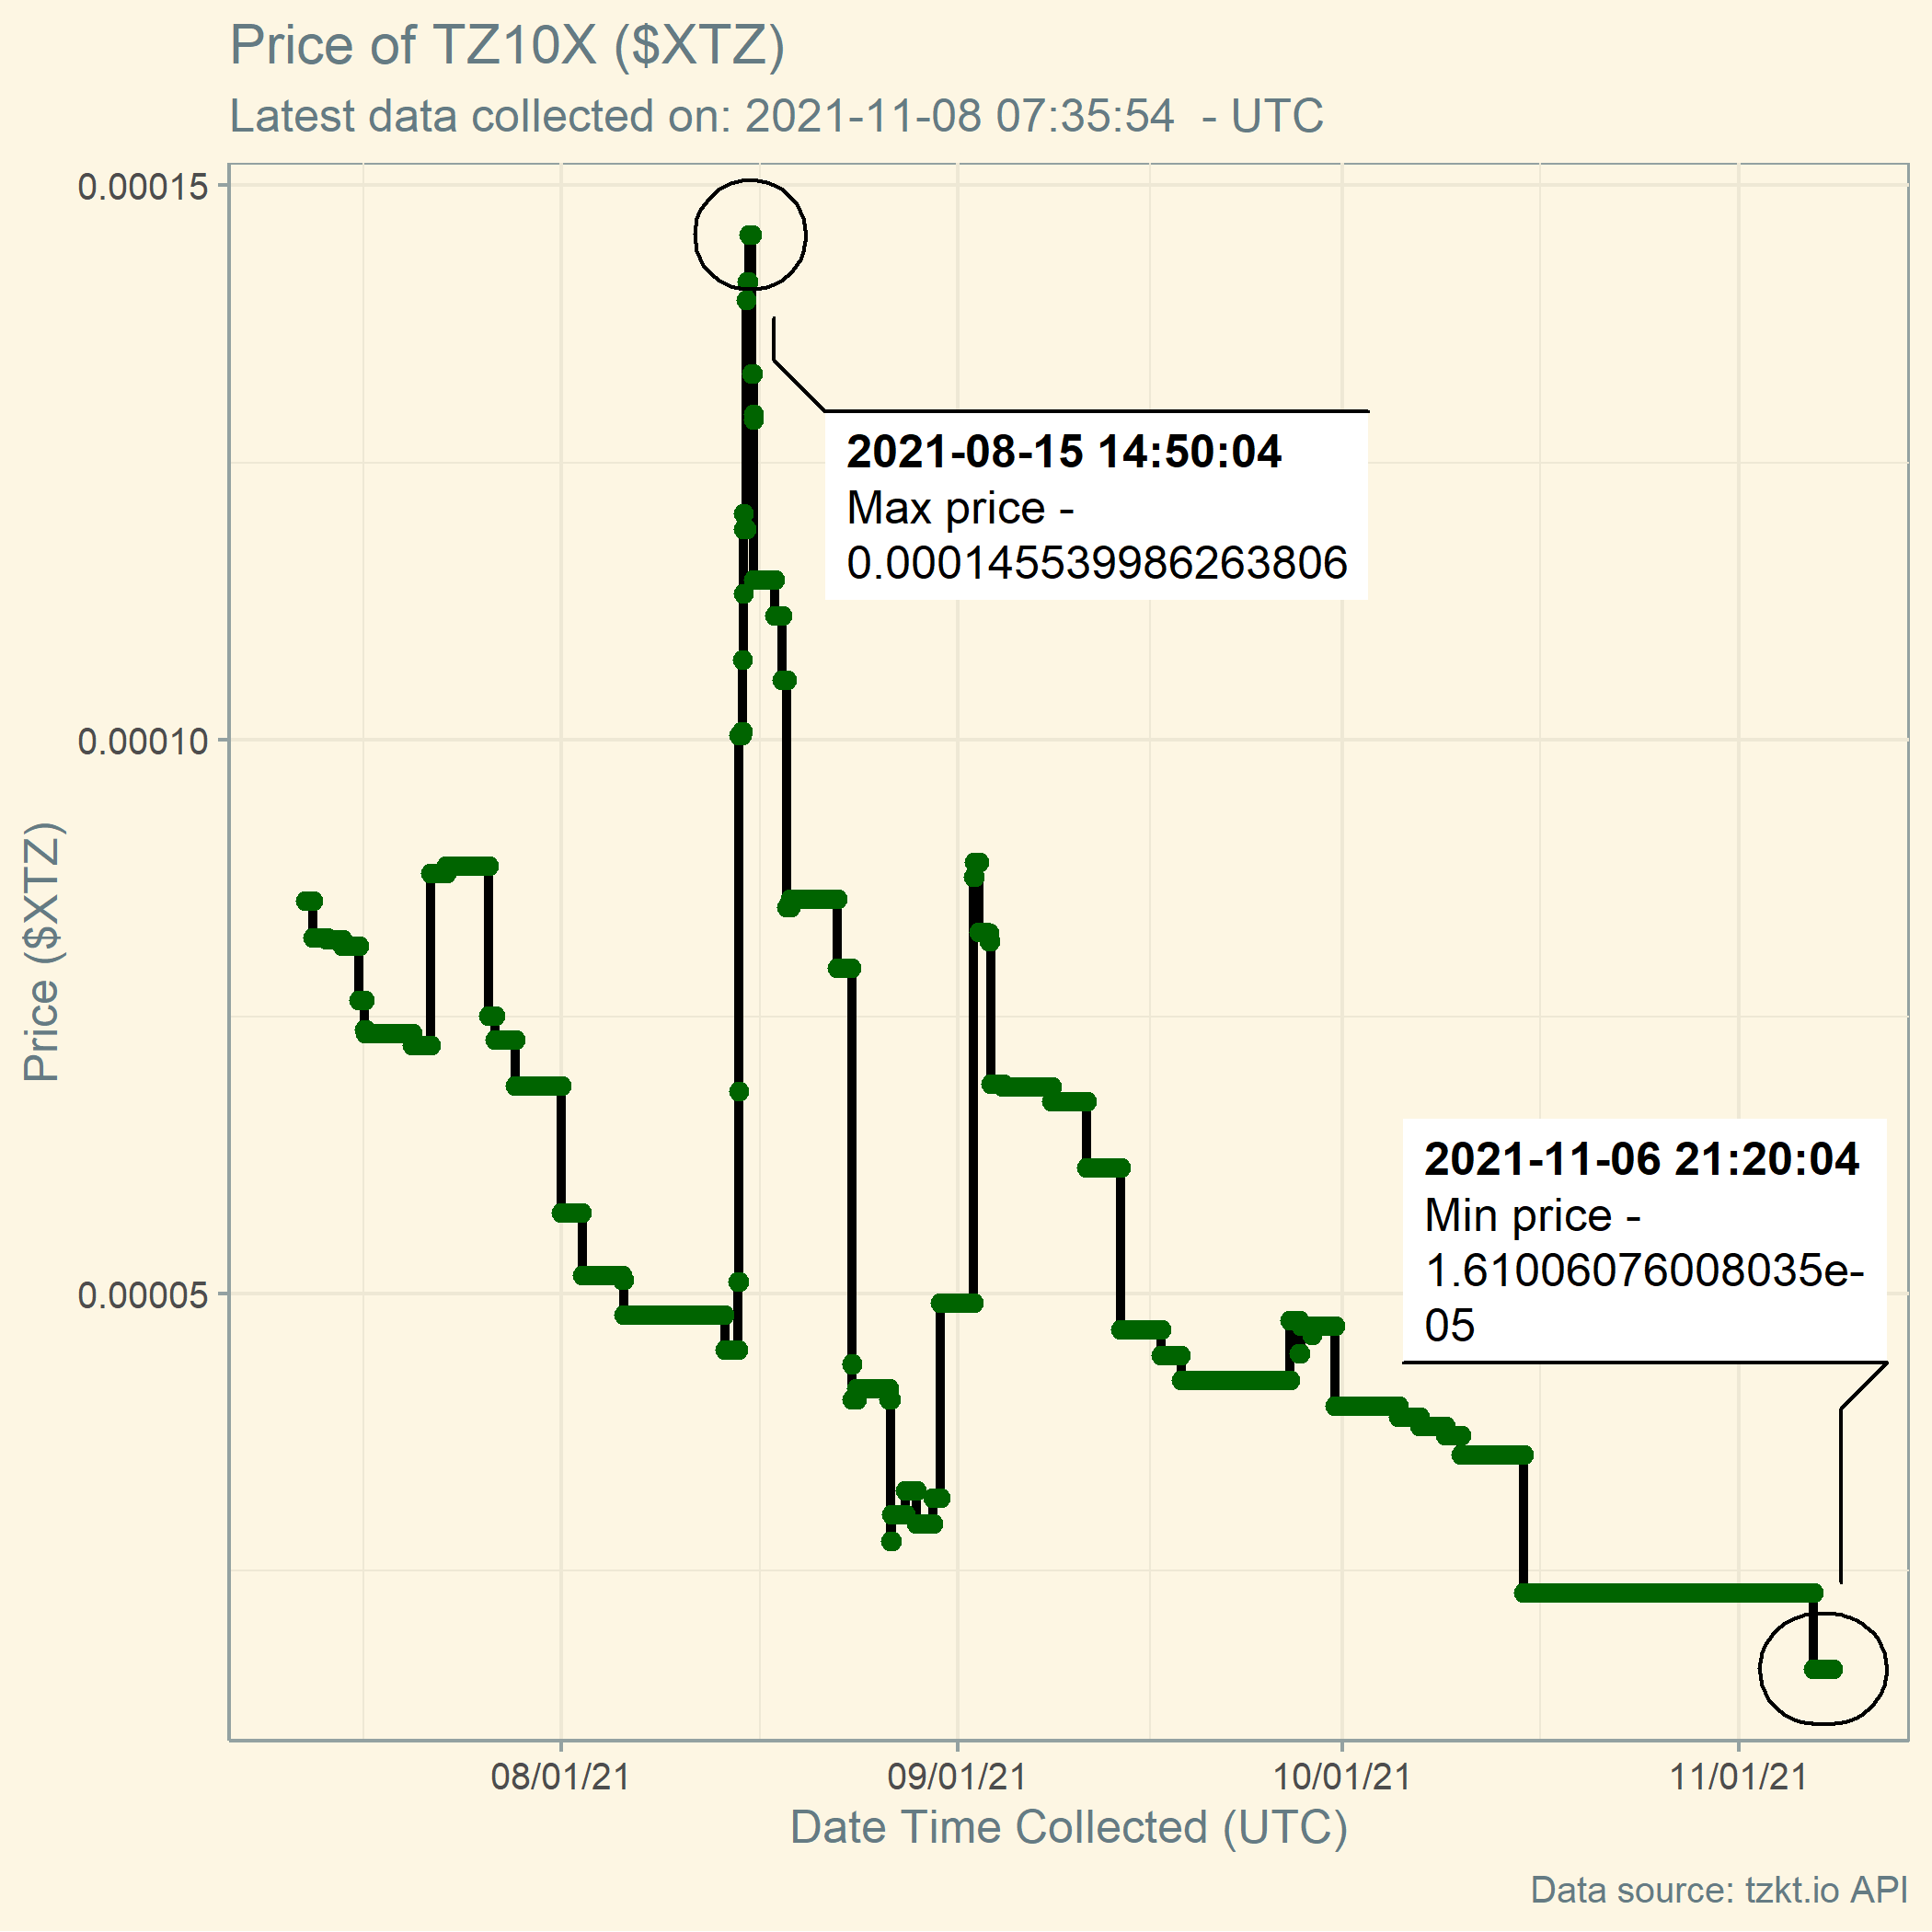 Price of TZ10X ($XTZ)
Latest data collected on: 2021-11-08 07:35:54  - UTC
0.00015
0.00010
0.00005
Price ($XTZ)
2021-08-15 14:50:04
Max price -
0.000145539986263806
2021-11-06 21:20:04
Min price -
1.61006076008035e-
05
08/01/21
09/01/21
10/01/21
11/01/21
Date Time Collected (UTC)
Data source: tzkt.io API